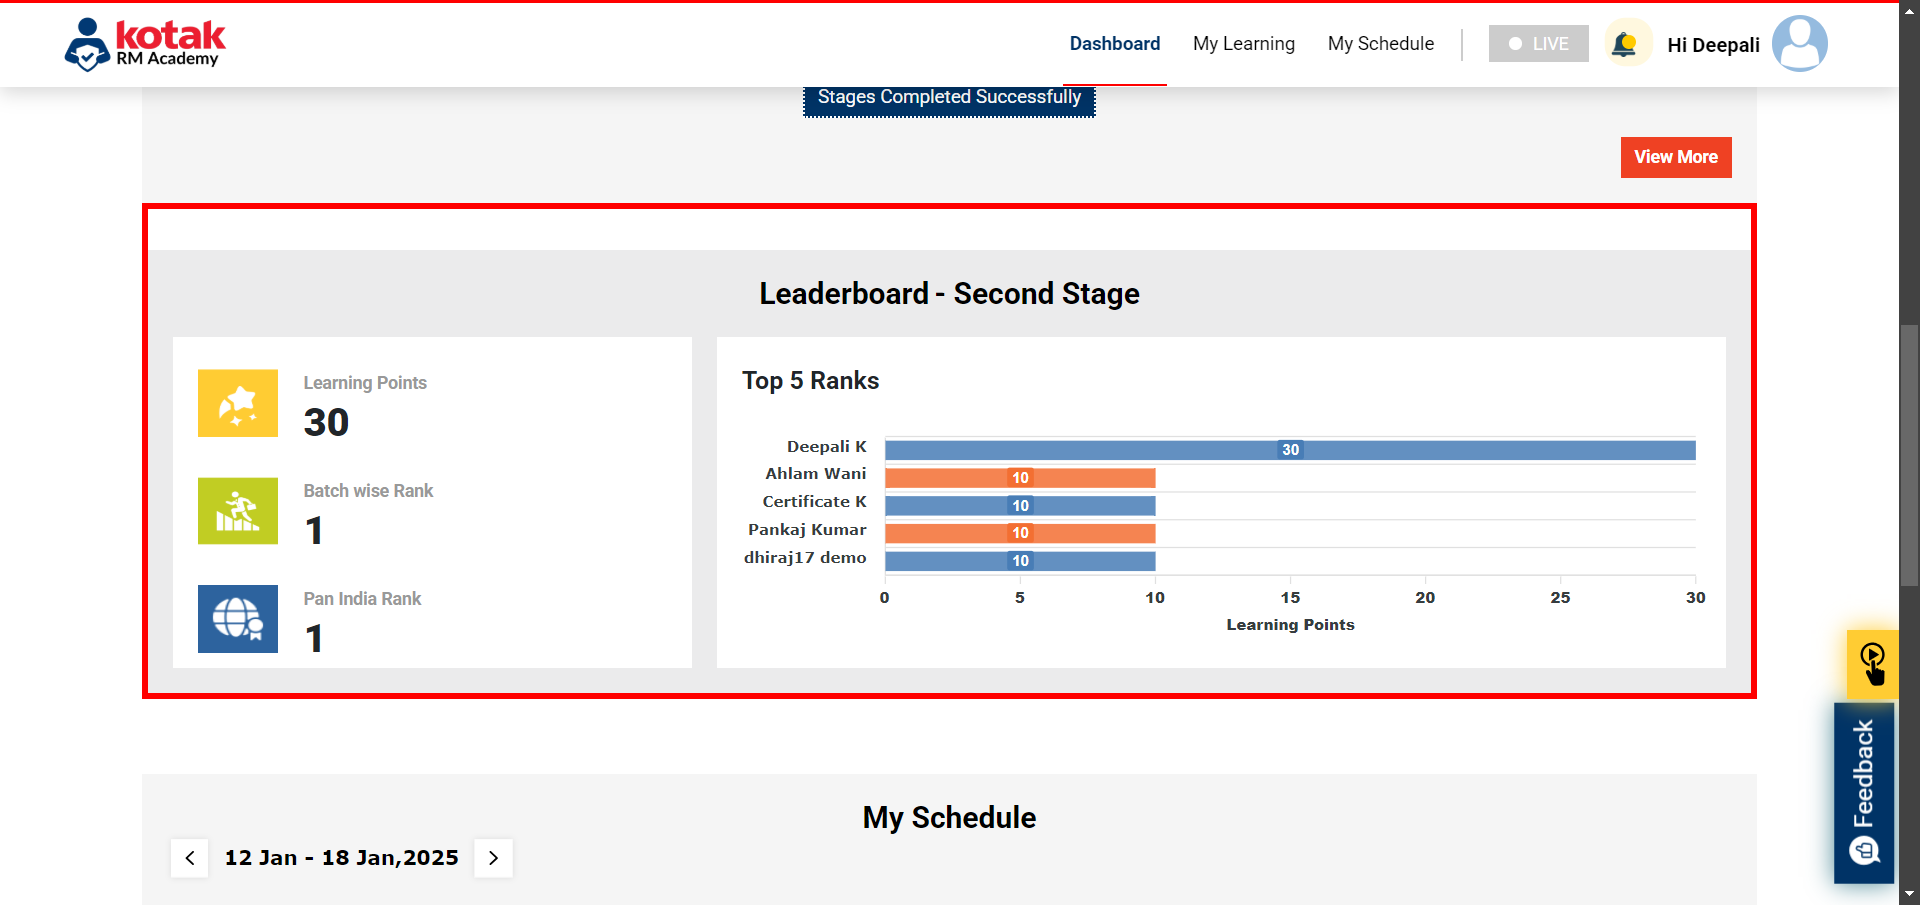 kotak
RM Academy
Dashboard
My Learning
My Schedule
LIVE
Hi Deepali
Stages Completed Successfully
View More
Leaderboard - Second Stage
Learning Points
30
Batch wise Rank
1
Pan India Rank
1
Top 5 Ranks
Deepali K
30
Ahlam Wani
10
Certificate K
10
Pankaj Kumar
10
dhiraj17 demo
10
0 5 10 15 20 25 30
Learning Points
Feedback
My Schedule
12 Jan - 18 Jan,2025